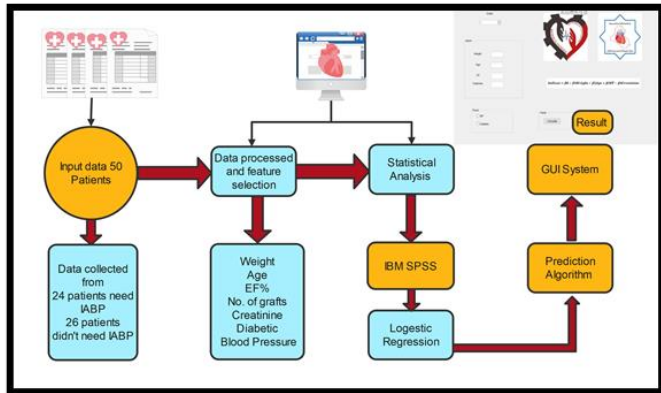 Result
Input data 50
Patients
Data processed
and feature
selection
Statistical
Analysis
GUI System
Data collected
from
24 patients need
IABP
26 patients
didn't need IABP
Weight
Age
EF%
No. of grafts
Creatinine
Diabetic
Blood Pressure
IBM SPSS
Prediction
Algorithm
Logestic
Regression